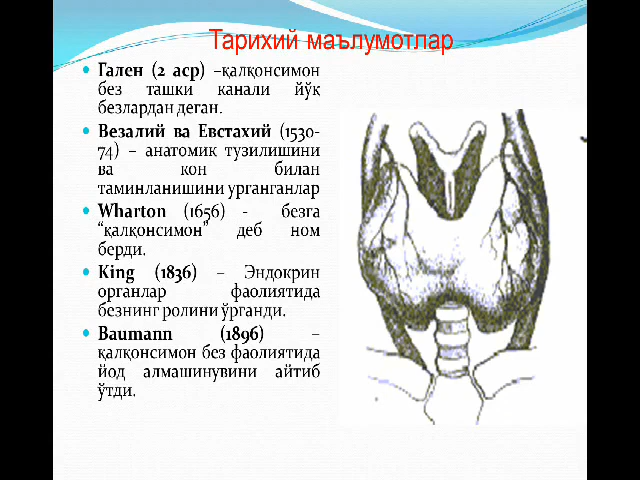 Тарихий маълумотлар
Гален (2 аср) –қалқонсимон
без ташки канали йўқ
безлардан деган.
Везалий ва Евстахий (1530-
74) – анатомик тузилишини
ва кон билан
таминланишини урганганлар
Wharton (1656) - безга
“қалқонсимон” деб ном
берди.
King (1836) – Эндокрин
органлар фаолиятида
безнинг ролини ўрганди.
Baumann (1896) –
қалқонсимон без фаолиятида
йод алмашинувини айтиб
ўтди.